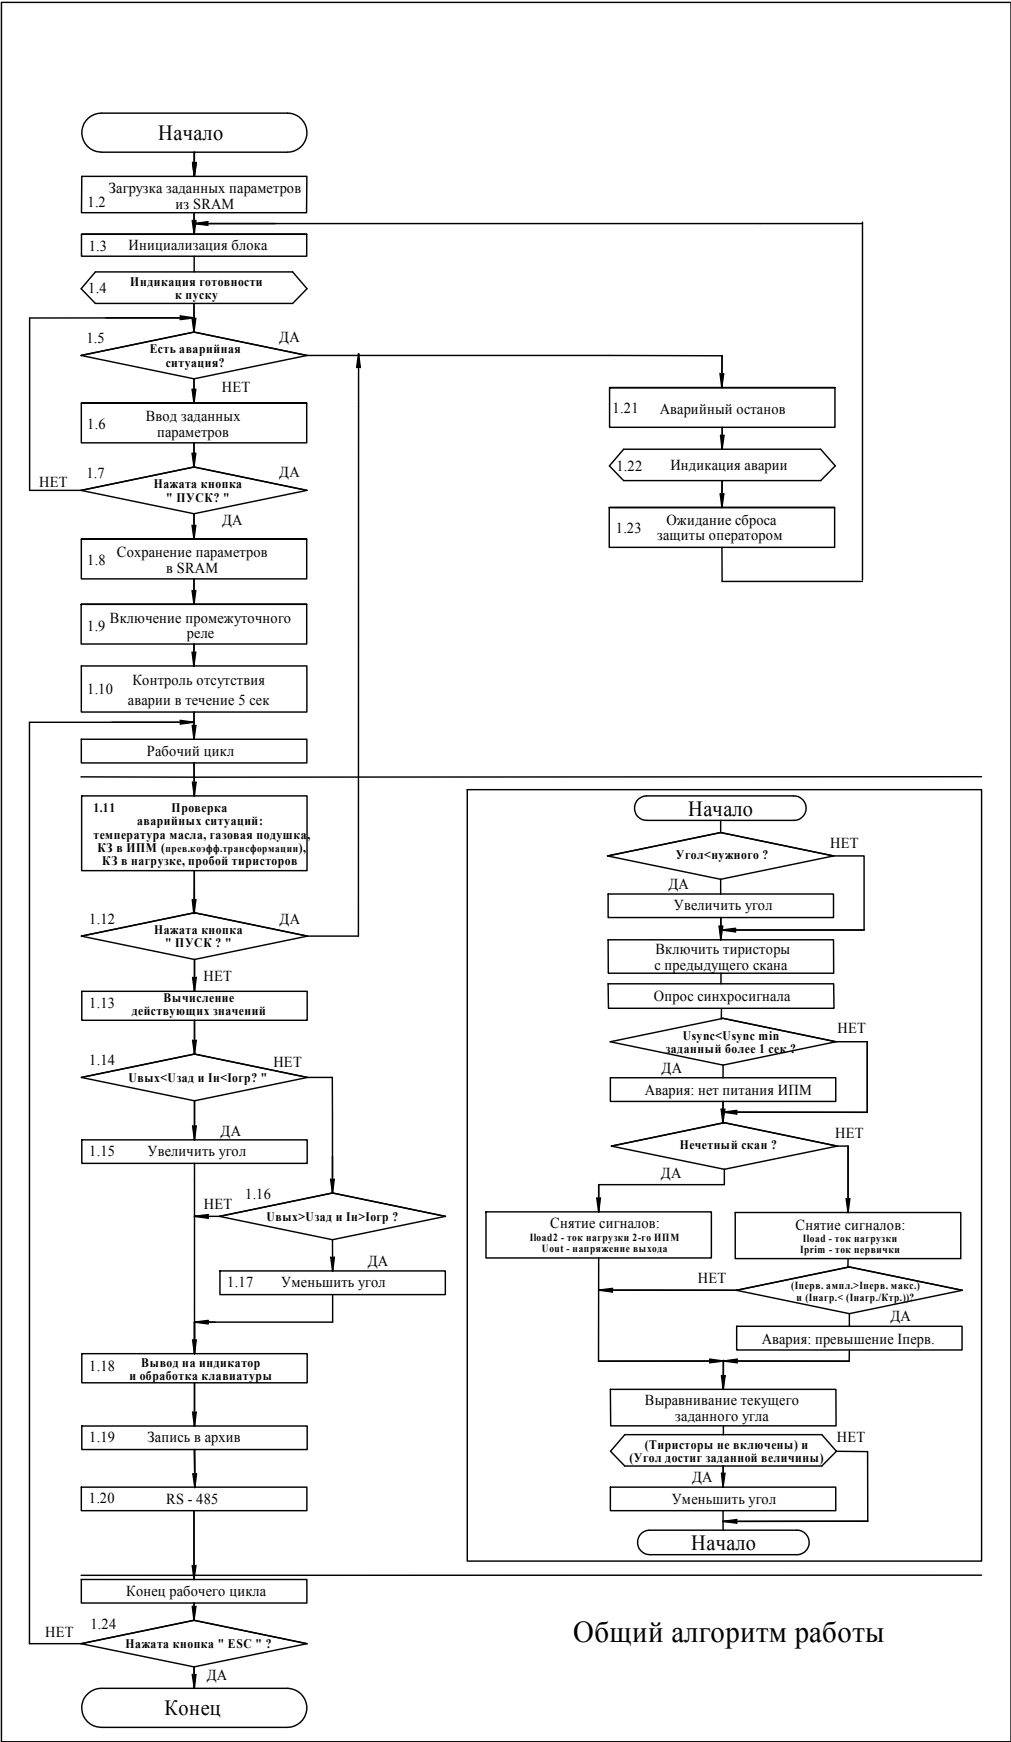 Начало
1.2
Загрузка заданных параметров
из SRAM
1.3 Инициализация блока
1.4
Индикация готовности
к пуску
1.5
ДА
Есть аварийная
ситуация?
НЕТ
1.6
Ввод заданных
параметров
1.7
ДА
НЕТ
Нажата кнопка
" ПУСК? "
ДА
1.8
Сохранение параметров
в SRAM
1.9
Включение промежуточного
реле
1.10
Контроль отсутствия
аварии в течение 5 сек
Рабочий цикл
1.21 Аварийный останов
1.22 Индикация аварии
1.23
Ожидание сброса
защиты оператором
1.11 Проверка
аварийных ситуаций:
температура масла, газовая подушка,
КЗ в ИПМ (прев.коэфф.трансформации),
КЗ в нагрузке, пробой тиристоров
1.12
ДА
Нажата кнопка
" ПУСК ? "
НЕТ
1.13
Вычисление
действующих значений
1.14
НЕТ
Uвых<Uзад и Iн<Iогр? "
ДА
1.15 Увеличить угол
1.16
НЕТ
Uвых>Uзад и Iн>Iогр ?
ДА
1.17 Уменьшить угол
1.18
Вывод на индикатор
и обработка клавиатуры
1.19 Запись в архив
1.20 RS - 485
Конец рабочего цикла
1.24
НЕТ
Нажата кнопка " ESC " ?
ДА
Конец
Начало
НЕТ
Угол<нужного ?
ДА
Увеличить угол
Включить тиристоры
с предыдущего скана
Опрос синхросигнала
НЕТ
Usync<Usync min
заданный более 1 сек ?
ДА
Авария: нет питания ИПМ
НЕТ
Нечетный скан ?
ДА
Снятие сигналов:
Iload2 - ток нагрузки 2-го ИПМ
Uout - напряжение выхода
Снятие сигналов:
Iload - ток нагрузки
Iprim - ток первички
НЕТ
(Iперв. ампл.>Iперв. макс.)
и (Iнагр.< (Iнагр./Kтр.))?
ДА
Авария: превышение Iперв.
Выравнивание текущего
заданного угла
НЕТ
(Тиристоры не включены) и
(Угол достиг заданной величины)
ДА
Уменьшить угол
Начало
Общий алгоритм работы